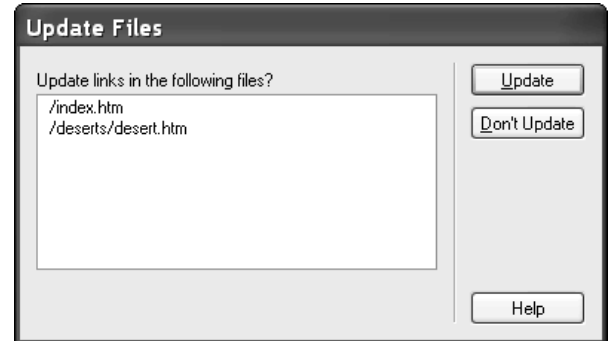 Update Files
Update links in the following files?
/index.htm
/deserts/desert.htm
Update
Don't Update
Help